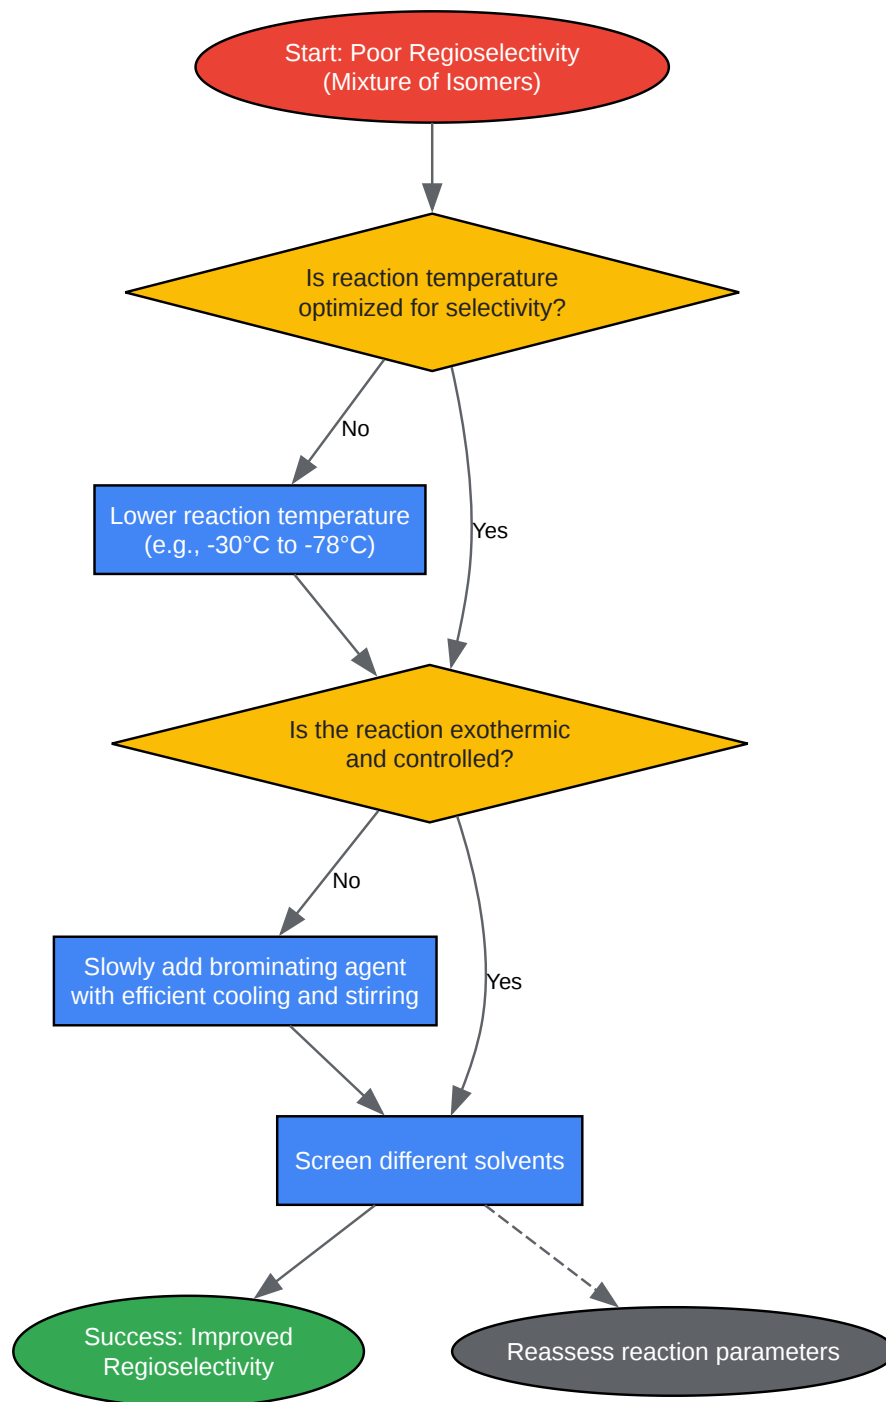 Start: Poor Regioselectivity
(Mixture of Isomers)
Is reaction temperature
optimized for selectivity?
No
Yes
Lower reaction temperature
(e.g., -30°C to -78°C)
Is the reaction exothermic
and controlled?
No
Yes
Slowly add brominating agent
with efficient cooling and stirring
Screen different solvents
Success: Improved
Regioselectivity
Reassess reaction parameters